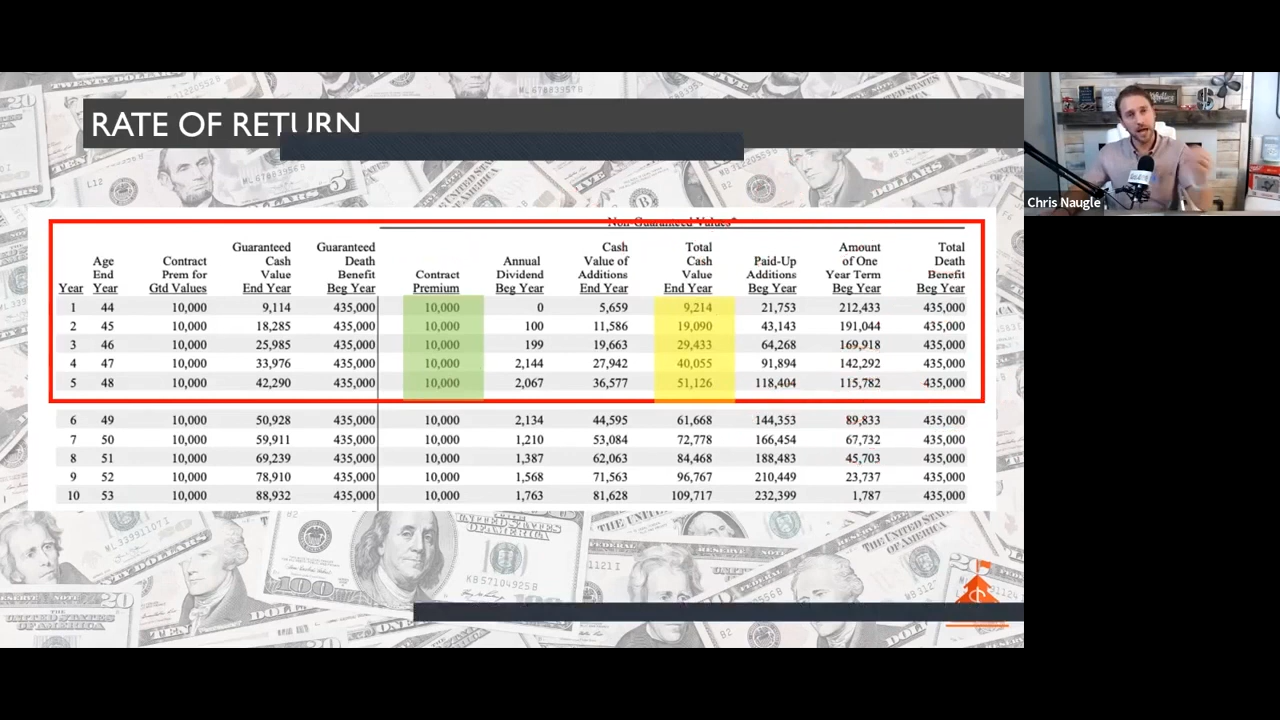 RATE OF RETURN
Chris Naugle
Non-Guaranteed Values*
Year Age End Year Contract Prem for Gtd Values Guaranteed Cash Value End Year Guaranteed Death Benefit Beg Year Contract Premium Annual Dividend Beg Year Cash Value of Additions End Year Total Cash Value End Year Paid-Up Additions Beg Year Amount of One Year Term Beg Year Total Death Benefit Beg Year
1 44 10,000 9,114 435,000 10,000 0 5,659 9,214 21,753 212,433 435,000
2 45 10,000 18,285 435,000 10,000 100 11,586 19,090 43,143 191,044 435,000
3 46 10,000 25,985 435,000 10,000 199 19,663 29,433 64,268 169,918 435,000
4 47 10,000 33,976 435,000 10,000 2,144 27,942 40,055 91,894 142,292 435,000
5 48 10,000 42,290 435,000 10,000 2,067 36,577 51,126 118,404 115,782 435,000
6 49 10,000 50,928 435,000 10,000 2,134 44,595 61,668 144,353 89,833 435,000
7 50 10,000 59,911 435,000 10,000 1,210 53,084 72,778 166,454 67,732 435,000
8 51 10,000 69,239 435,000 10,000 1,387 62,063 84,468 188,483 45,703 435,000
9 52 10,000 78,910 435,000 10,000 1,568 71,563 96,767 210,449 23,737 435,000
10 53 10,000 88,932 435,000 10,000 1,763 81,628 109,717 232,399 1,787 435,000